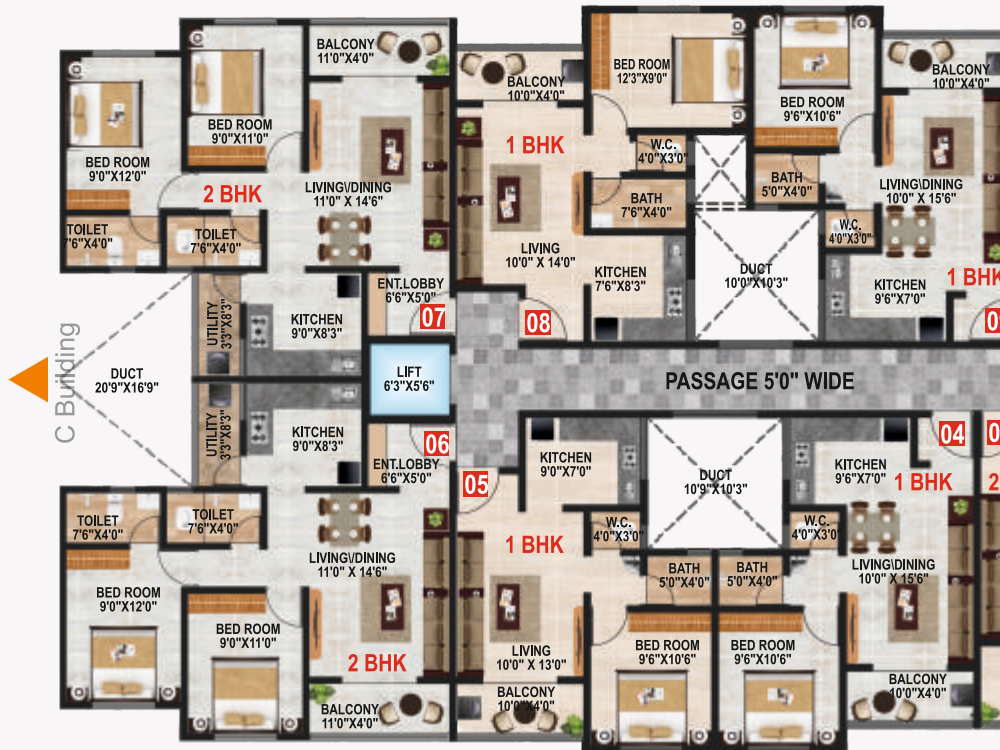 BALCONY
11'0"X4'0"
BED ROOM
9'0"X11'0"
BED ROOM
9'0"X12'0"
2 BHK
LIVING\DINING
11'0" X 14'6"
TOILET
7'6"X4'0"
TOILET
7'6"X4'0"
ENT.LOBBY
6'6"X5'0"
07
UTILITY
3'3"X8'3"
KITCHEN
9'0"X8'3"
BALCONY
10'0"X4'0"
1 BHK
LIVING
10'0" X 14'0"
BED ROOM
12'3"X9'0"
W.C.
4'0"X3'0"
BATH
7'6"X4'0"
KITCHEN
7'6"X8'3"
08
DUCT
10'0"X10'3"
BED ROOM
9'6"X10'6"
BATH
5'0"X4'0"
W.C.
4'0"X3'0"
BALCONY
10'0"X4'0"
LIVING\DINING
10'0" X 15'6"
KITCHEN
9'6"X7'0"
1 BHK
C Building
DUCT
20'9"X16'9"
LIFT
6'3"X5'6"
PASSAGE 5'0" WIDE
UTILITY
3'3"X8'3"
KITCHEN
9'0"X8'3"
06
ENT.LOBBY
6'6"X5'0"
TOILET
7'6"X4'0"
TOILET
7'6"X4'0"
LIVING\DINING
11'0" X 14'6"
BED ROOM
9'0"X12'0"
BED ROOM
9'0"X11'0"
2 BHK
BALCONY
11'0"X4'0"
05
KITCHEN
9'0"X7'0"
1 BHK
W.C.
4'0"X3'0"
BATH
5'0"X4'0"
LIVING
10'0" X 13'0"
BED ROOM
9'6"X10'6"
BALCONY
10'0"X4'0"
DUCT
10'9"X10'3"
04
KITCHEN
9'6"X7'0"
1 BHK
W.C.
4'0"X3'0"
BATH
5'0"X4'0"
LIVING\DINING
10'0" X 15'6"
BED ROOM
9'6"X10'6"
BALCONY
10'0"X4'0"
2